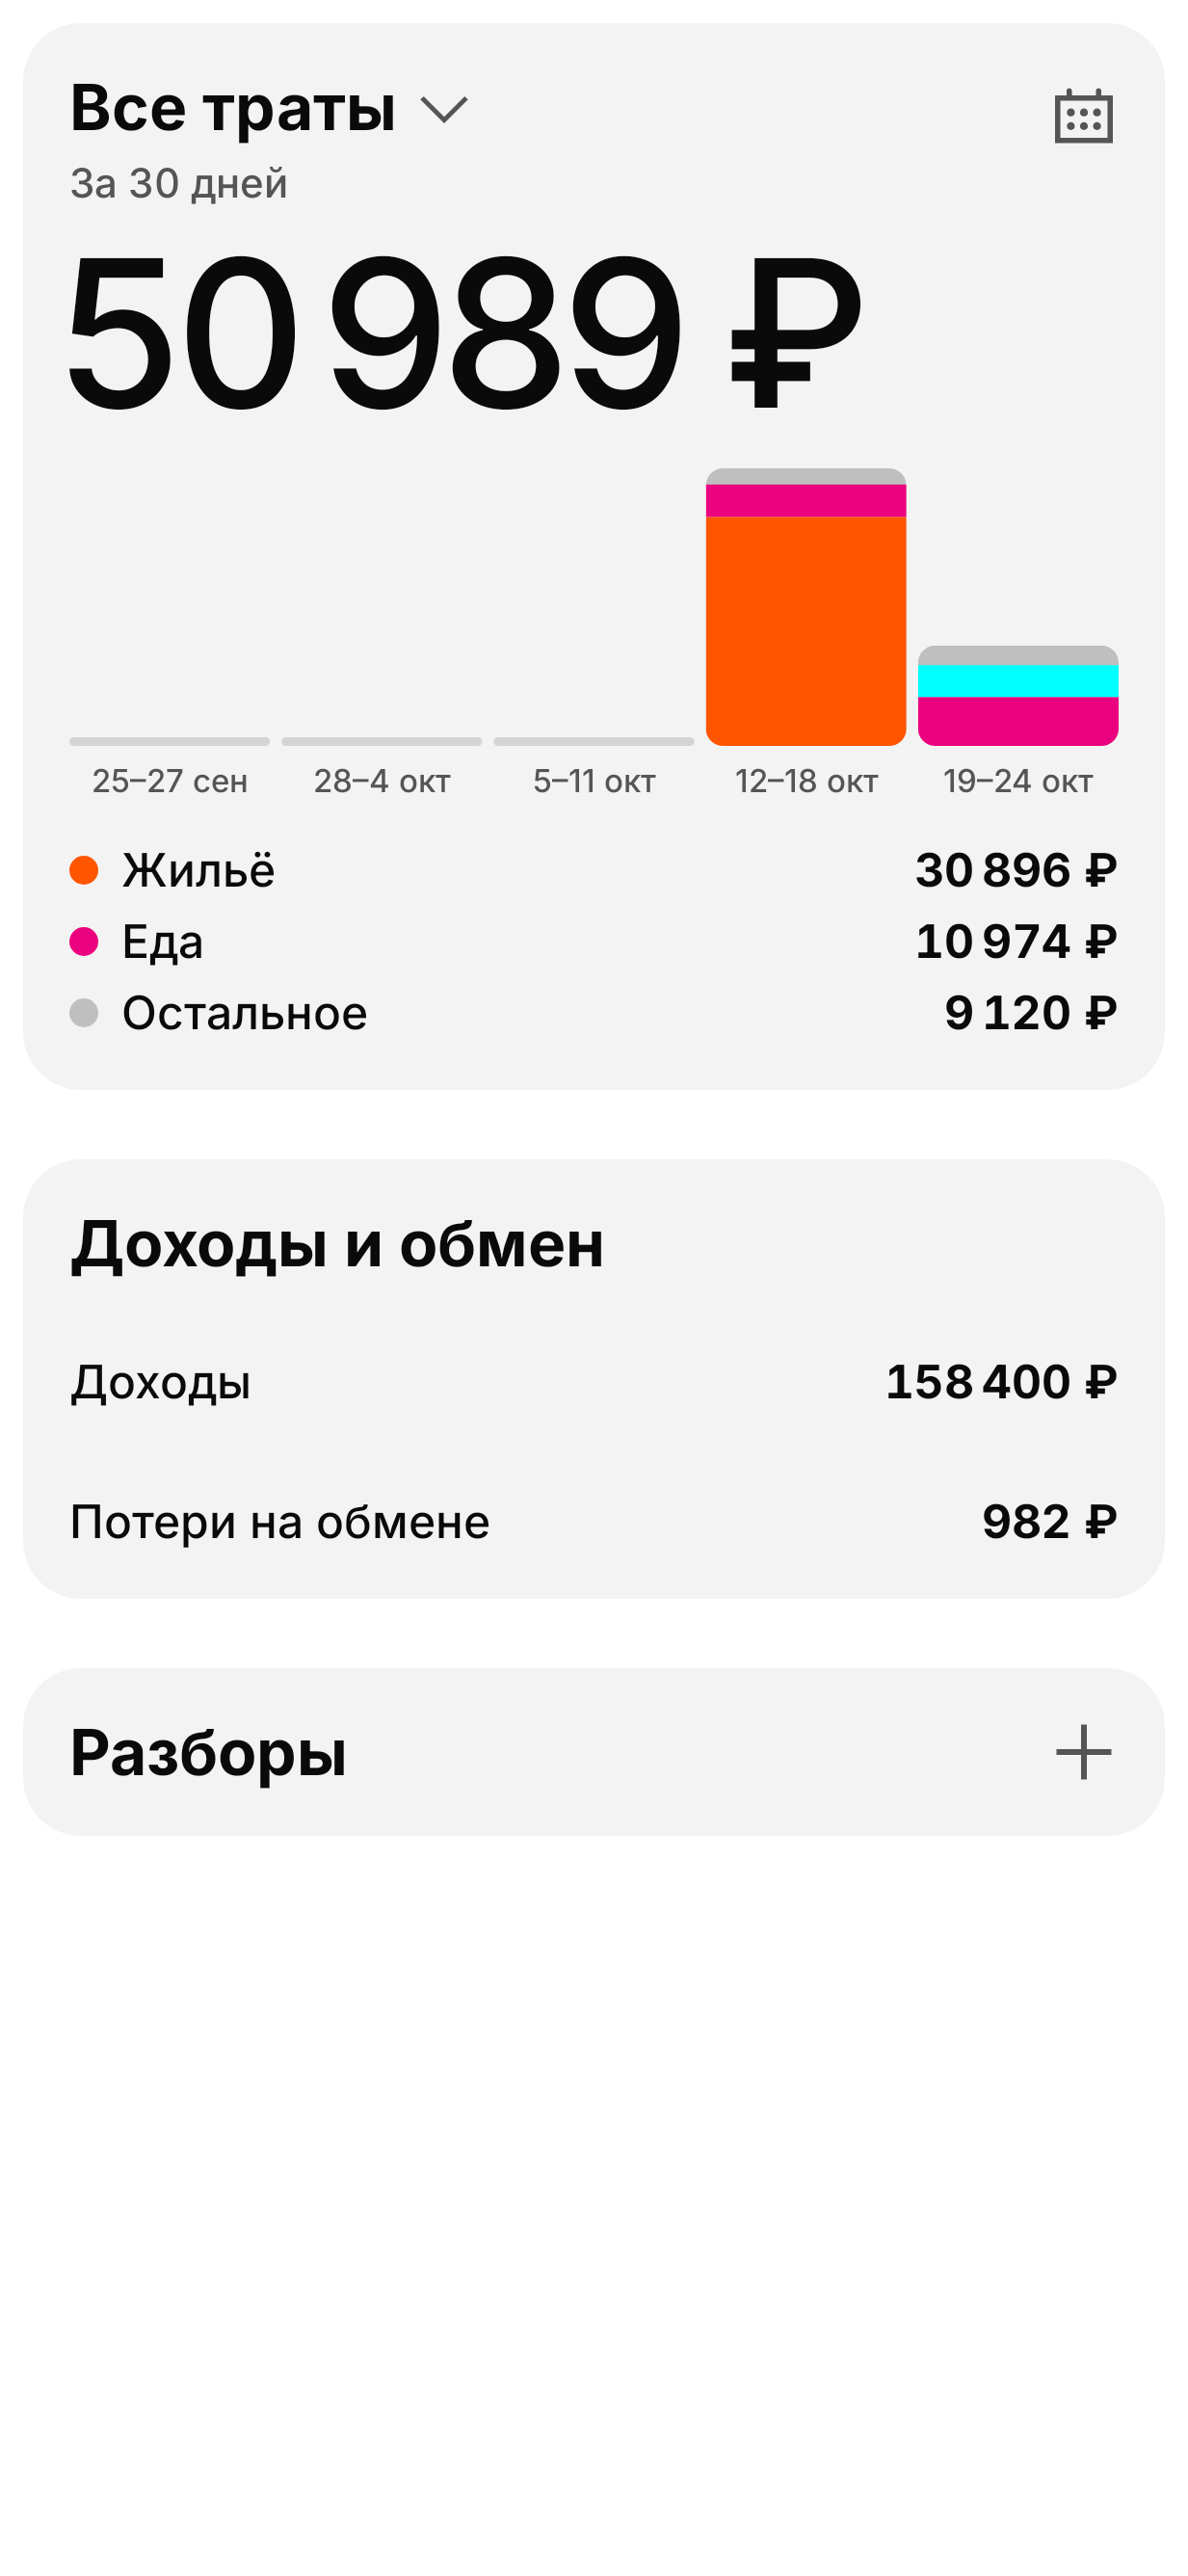 Все траты
За 30 дней
50 989 ₽
25–27 сен 28–4 окт 5–11 окт 12–18 окт 19–24 окт
Жильё 30 896 ₽
Еда 10 974 ₽
Остальное 9 120 ₽
Доходы и обмен
Доходы 158 400 ₽
Потери на обмене 982 ₽
Разборы